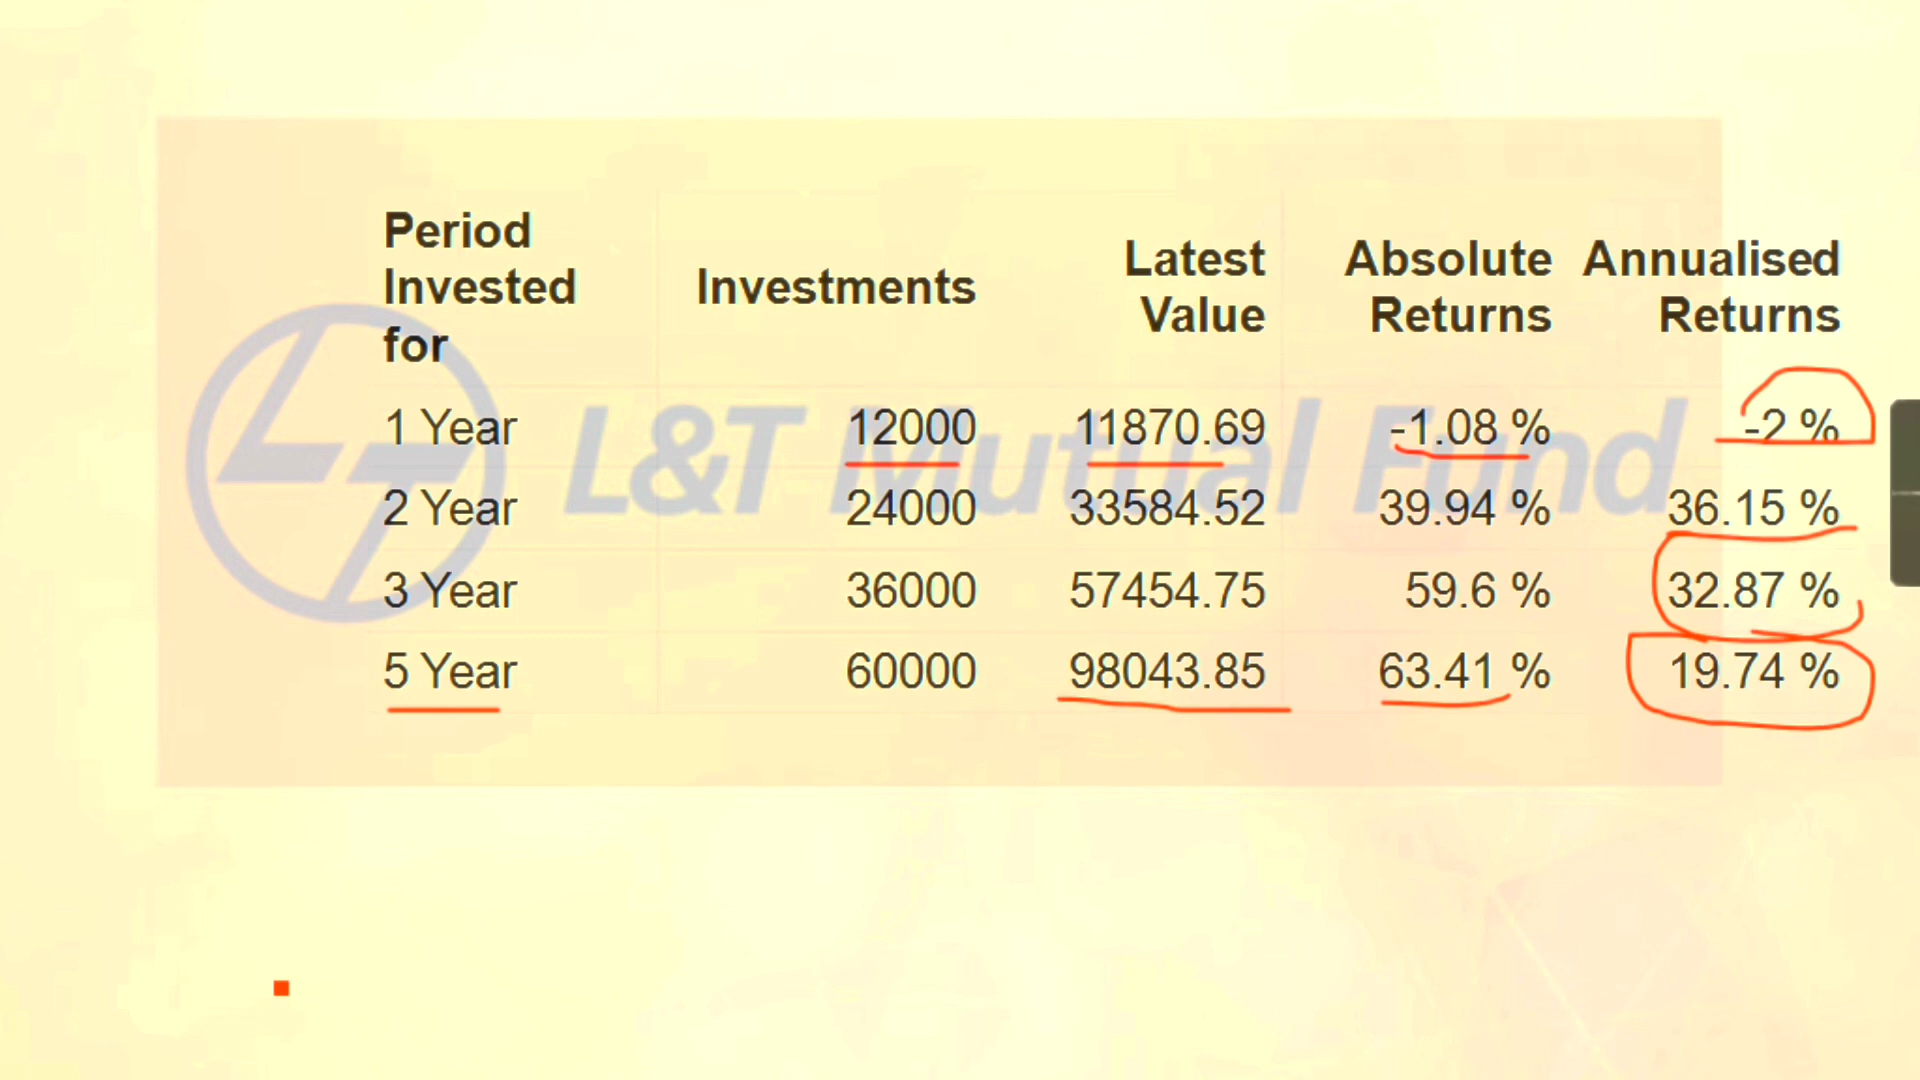 Period
Invested
for
Investments
Latest
Value
Absolute
Returns
Annualised
Returns
1 Year 12000 11870.69 -1.08 % -2 %
2 Year 24000 33584.52 39.94 % 36.15 %
3 Year 36000 57454.75 59.6 % 32.87 %
5 Year 60000 98043.85 63.41 % 19.74 %
L&T Mutual Fund